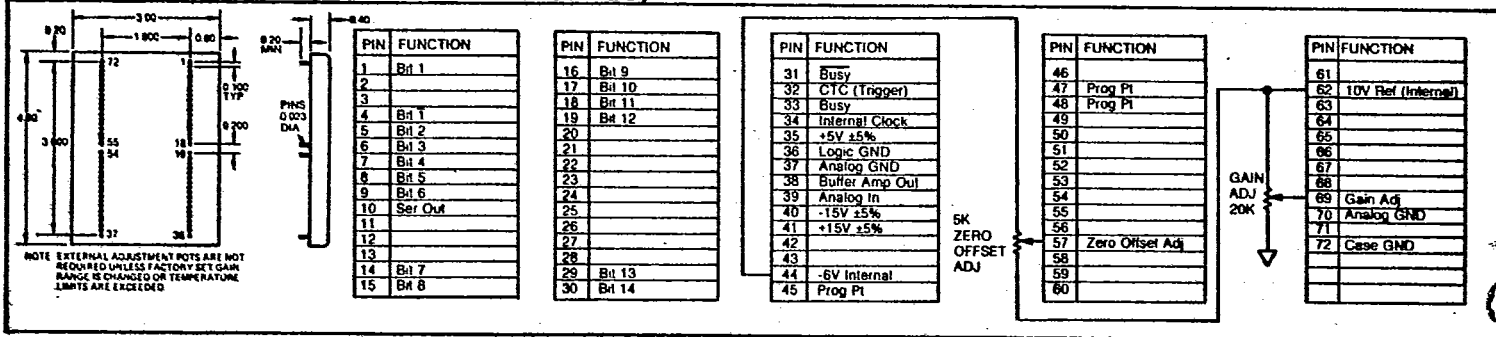 3.00
0.20
1.800
0.60
72
1
0.100
TYP
0.200
55
54
18
19
37
36
0.20
MIN
0.40
PINS
0.023
DIA
NOTE EXTERNAL ADJUSTMENT POTS ARE NOT
REQUIRED UNLESS FACTORY SET GAIN
RANGE IS CHANGED OR TEMPERATURE
LIMITS ARE EXCEEDED
PIN FUNCTION
1 Bit 1
2
3
4 Bit 1̅
5 Bit 2
6 Bit 3
7 Bit 4
8 Bit 5
9 Bit 6
10 Ser Out
11
12
13
14 Bit 7
15 Bit 8
PIN FUNCTION
16 Bit 9
17 Bit 10
18 Bit 11
19 Bit 12
20
21
22
23
24
25
26
27
28
29 Bit 13
30 Bit 14
PIN FUNCTION
31 B̅u̅s̅y̅
32 CTC (Trigger)
33 Busy
34 Internal Clock
35 +5V ±5%
36 Logic GND
37 Analog GND
38 Buffer Amp Out
39 Analog In
40 -15V ±5%
41 +15V ±5%
42
43
44 -6V Internal
45 Prog Pt
5K
ZERO
OFFSET
ADJ
PIN FUNCTION
46
47 Prog Pt
48 Prog Pt
49
50
51
52
53
54
55
56
57 Zero Offset Adj
58
59
60
GAIN
ADJ
20K
PIN FUNCTION
61
62 10V Ref (Internal)
63
64
65
66
67
68
69 Gain Adj
70 Analog GND
71
72 Case GND